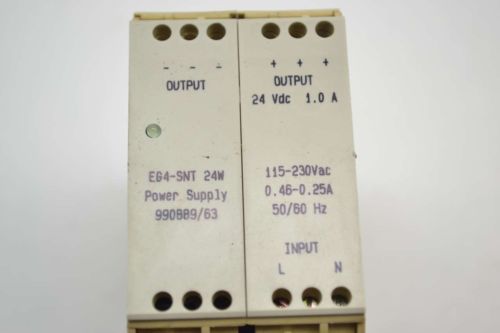 - - -
OUTPUT
EG4-SNT 24W
Power Supply
990889/63
+ + +
OUTPUT
24 Vdc 1.0 A
115-230Vac
0.46-0.25A
50/60 Hz
INPUT
L N